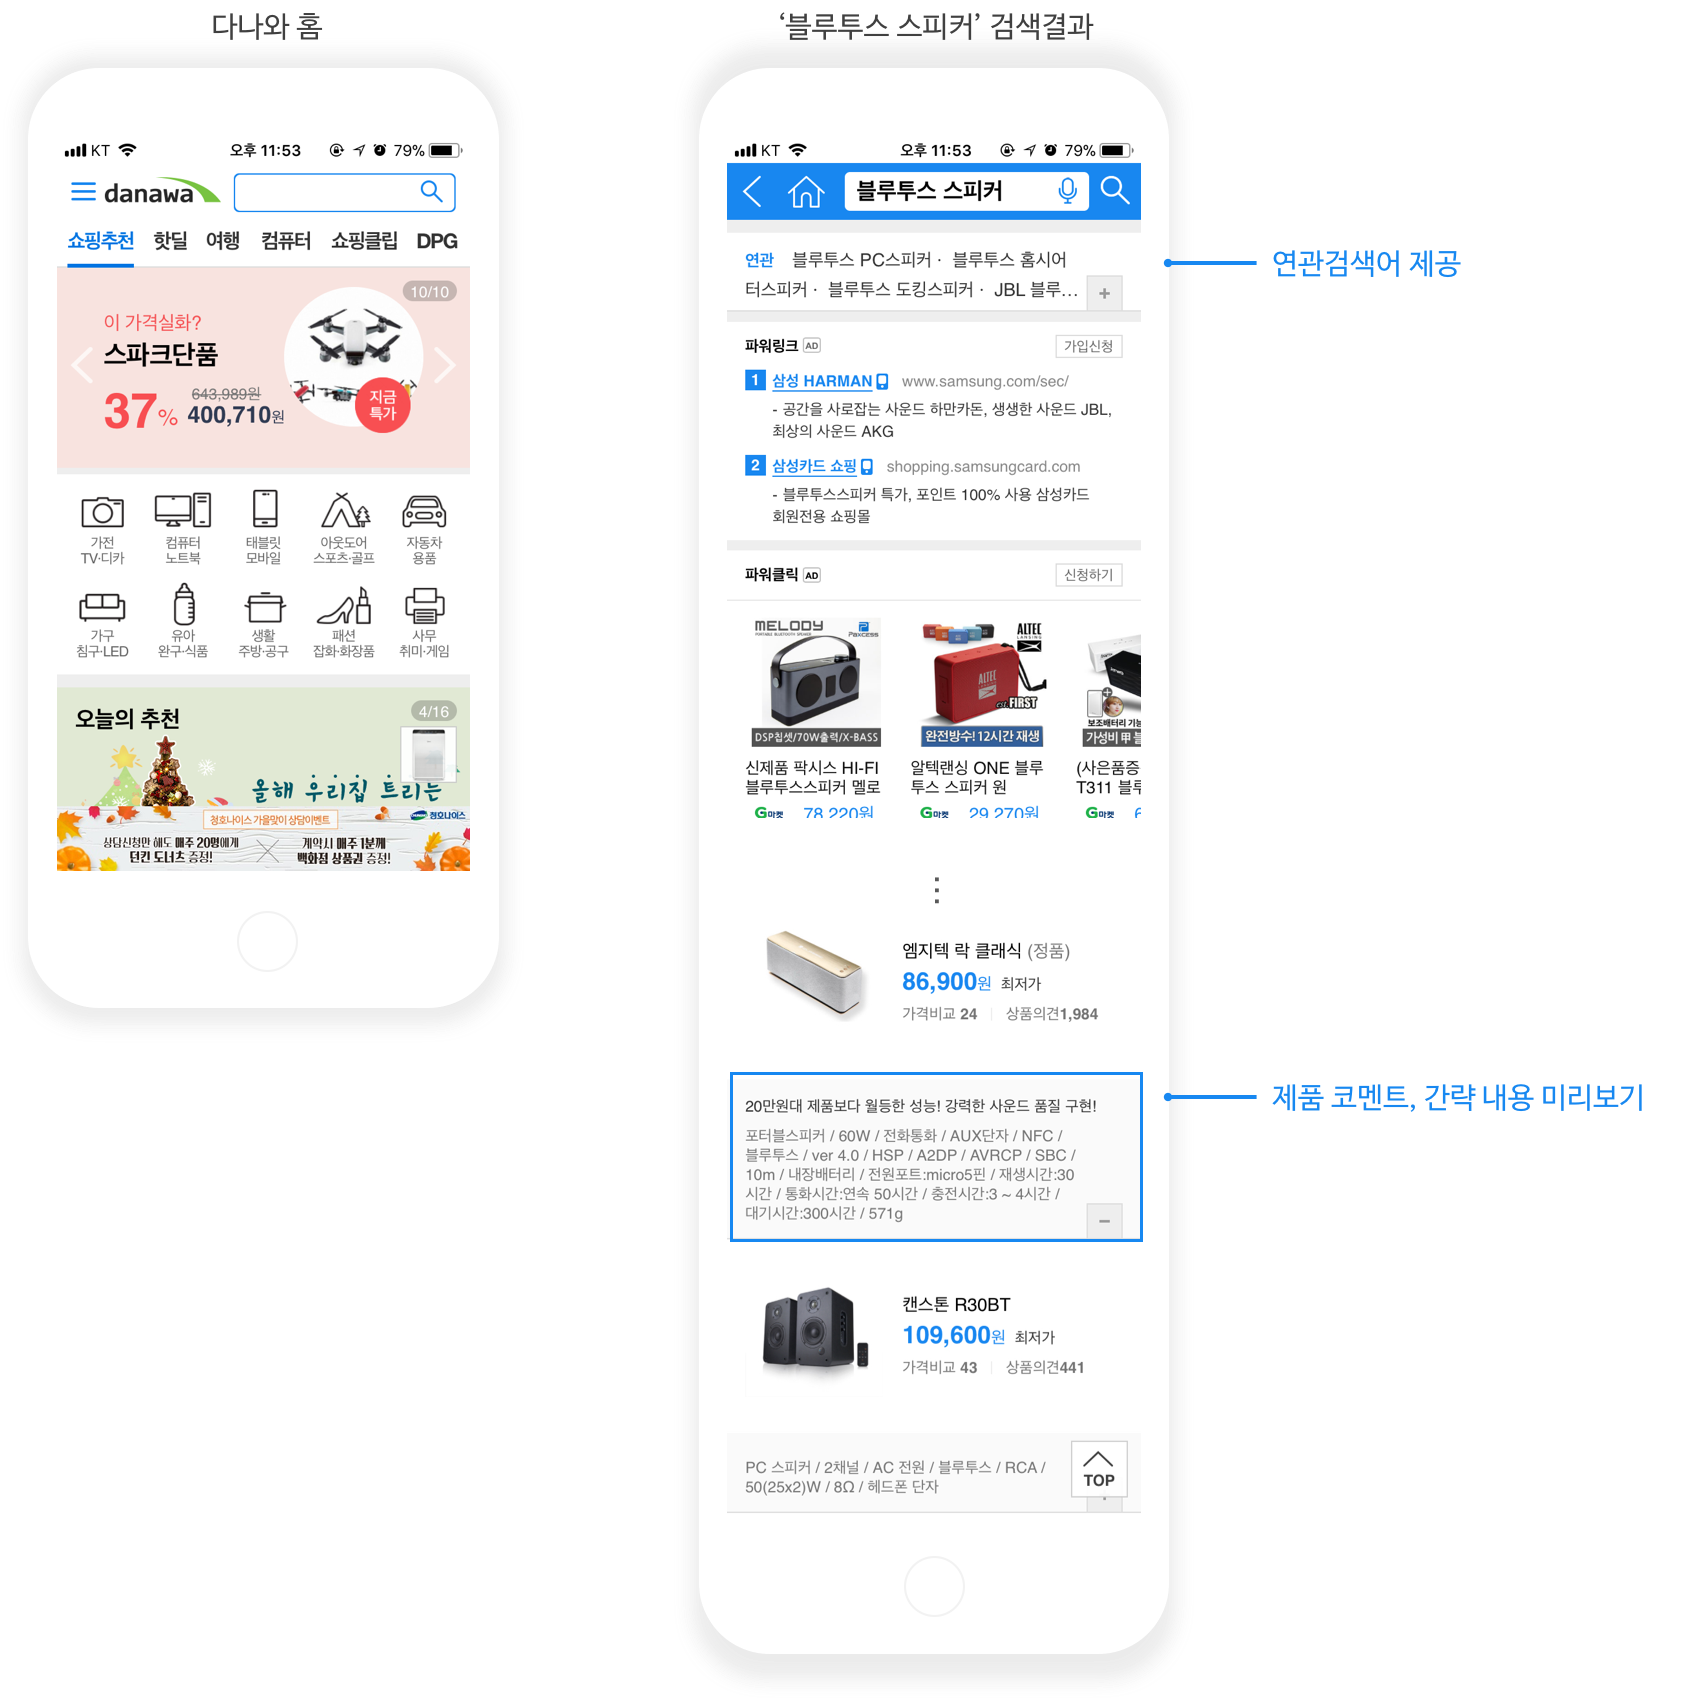 다나와 홈
KT
오후 11:53
79%
danawa
쇼핑추천 핫딜 여행 컴퓨터 쇼핑클립 DPG
10/10
이 가격실화?
스파크단품
643,989원
37% 400,710원
지금
특가
가전
TV·디카
컴퓨터
노트북
태블릿
모바일
아웃도어
스포츠·골프
자동차
용품
가구
침구·LED
유아
완구·식품
생활
주방·공구
패션
잡화·화장품
사무
취미·게임
오늘의 추천
4/16
올해 우리집 트리는
청호나이스 가을맞이 상담이벤트
청호나이스
상담신청만 해도 매주 20명에게
던킨 도너츠 증정!
계약시 매주 1분께
백화점 상품권 증정!
‘블루투스 스피커’ 검색결과
KT
오후 11:53
79%
블루투스 스피커
연관 블루투스 PC스피커 · 블루투스 홈시어
터스피커 · 블루투스 도킹스피커 · JBL 블루...
+
연관검색어 제공
파워링크 AD
가입신청
1 삼성 HARMAN www.samsung.com/sec/
- 공간을 사로잡는 사운드 하만카돈, 생생한 사운드 JBL,
최상의 사운드 AKG
2 삼성카드 쇼핑 shopping.samsungcard.com
- 블루투스스피커 특가, 포인트 100% 사용 삼성카드
회원전용 쇼핑몰
파워클릭 AD
신청하기
MELODY
PORTABLE BLUETOOTH SPEAKER
PAXCESS
DSP칩셋/70W출력/X-BASS
신제품 팍시스 HI-FI
블루투스스피커 멜로
G마켓 78,220원
ALTEC
LANSING
ALTEC
LANSING
est. FIRST
완전방수! 12시간 재생
알텍랜싱 ONE 블루
투스 스피커 원
G마켓 29,270원
보조배터리 기능
가성비 甲 블
(사은품증
T311 블루
G마켓 6
엠지텍 락 클래식 (정품)
86,900원 최저가
가격비교 24 상품의견1,984
제품 코멘트, 간략 내용 미리보기
20만원대 제품보다 월등한 성능! 강력한 사운드 품질 구현!
포터블스피커 / 60W / 전화통화 / AUX단자 / NFC /
블루투스 / ver 4.0 / HSP / A2DP / AVRCP / SBC /
10m / 내장배터리 / 전원포트:micro5핀 / 재생시간:30
시간 / 통화시간:연속 50시간 / 충전시간:3 ~ 4시간 /
대기시간:300시간 / 571g
캔스톤 R30BT
109,600원 최저가
가격비교 43 상품의견441
PC 스피커 / 2채널 / AC 전원 / 블루투스 / RCA /
50(25x2)W / 8Ω / 헤드폰 단자
TOP